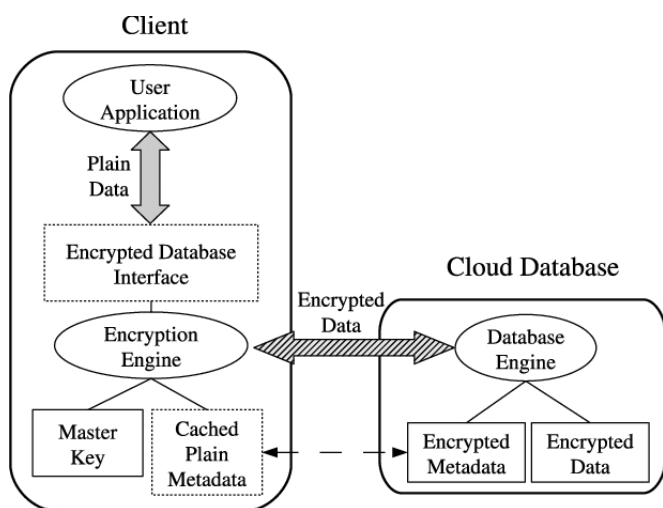 Client
User
Application
Plain
Data
Encrypted Database
Interface
Encryption
Engine
Master
Key
Cached
Plain
Metadata
Encrypted
Data
Cloud Database
Database
Engine
Encrypted
Metadata
Encrypted
Data